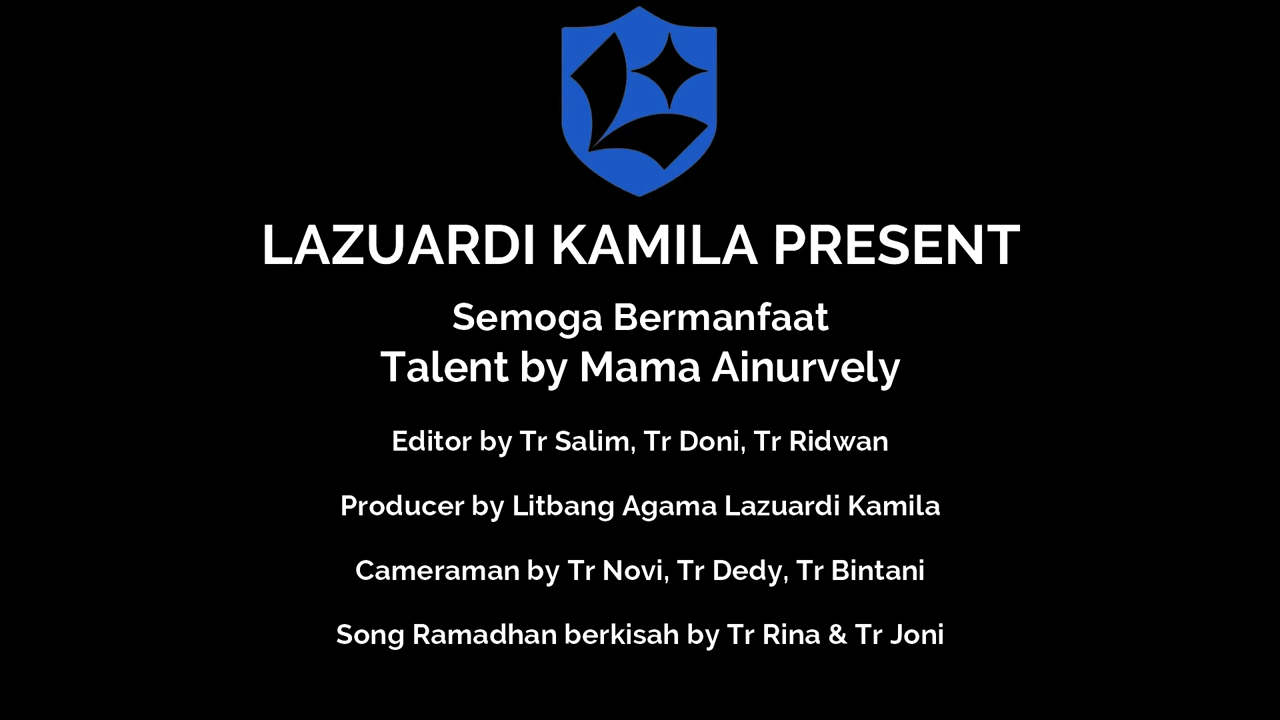 LAZUARDI KAMILA PRESENT
Semoga Bermanfaat
Talent by Mama Ainurvely
Editor by Tr Salim, Tr Doni, Tr Ridwan
Producer by Litbang Agama Lazuardi Kamila
Cameraman by Tr Novi, Tr Dedy, Tr Bintani
Song Ramadhan berkisah by Tr Rina & Tr Joni